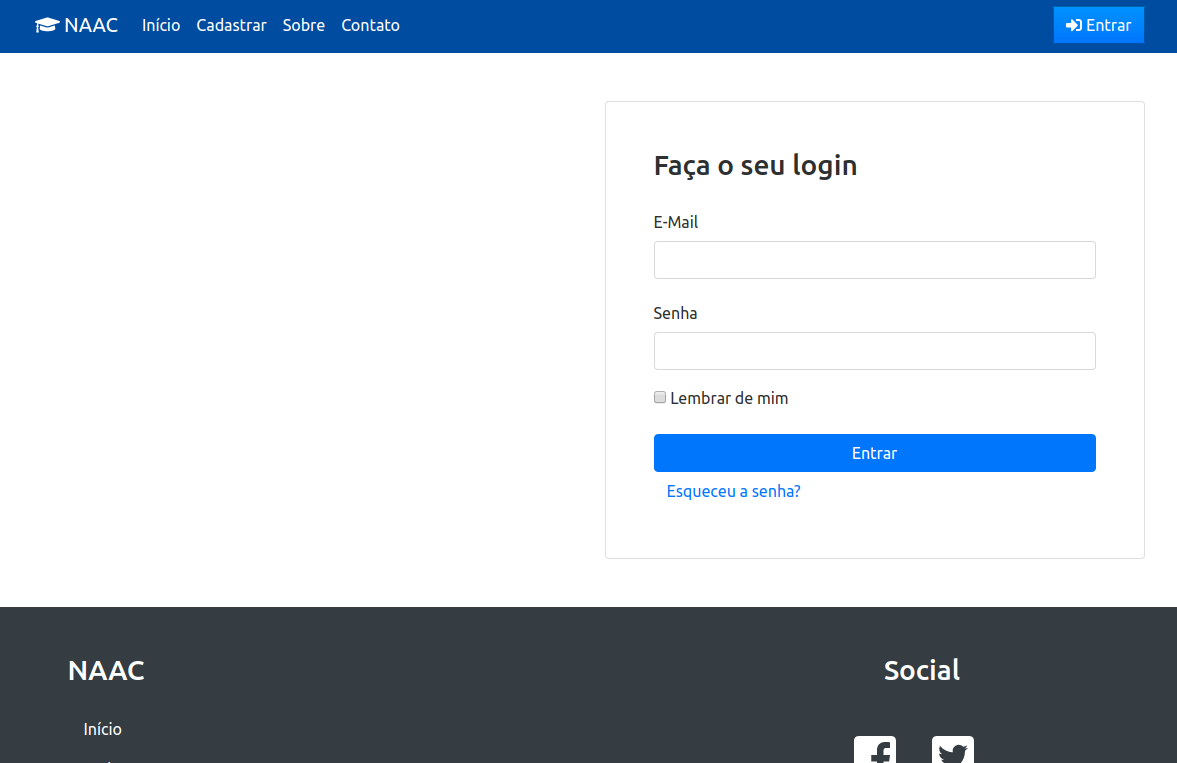 NAAC Início Cadastrar Sobre Contato Entrar
Faça o seu login
E-Mail
Senha
Lembrar de mim
Entrar
Esqueceu a senha?
NAAC
Social
Início